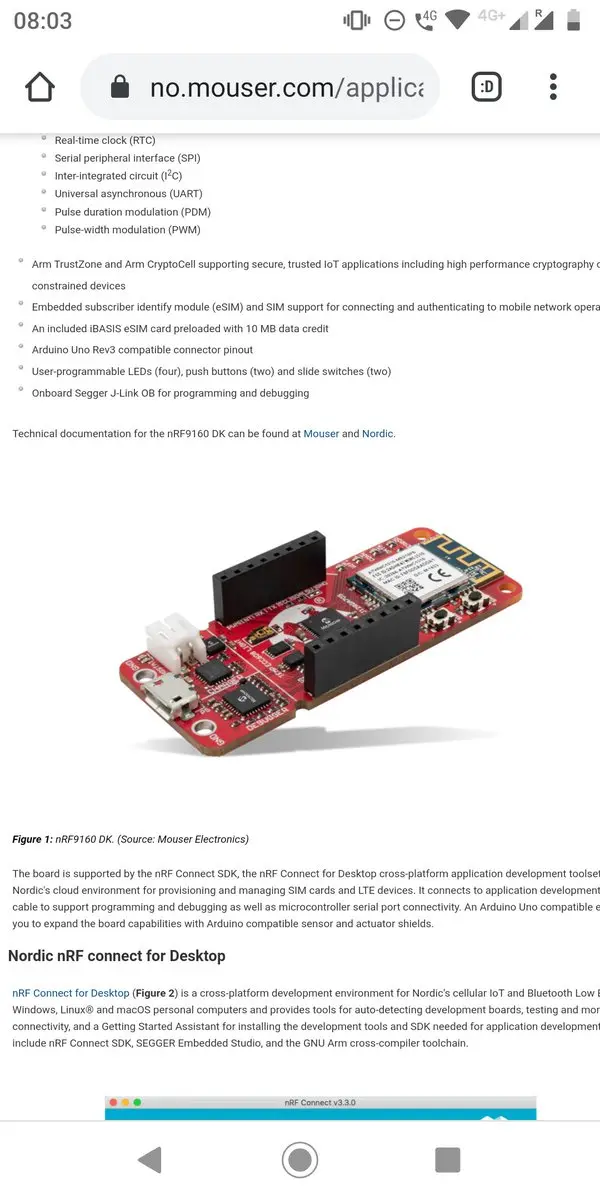 08:03
4G
4G+
R
no.mouser.com/applica
:D
Real-time clock (RTC)
Serial peripheral interface (SPI)
Inter-integrated circuit (I²C)
Universal asynchronous (UART)
Pulse duration modulation (PDM)
Pulse-width modulation (PWM)
Arm TrustZone and Arm CryptoCell supporting secure, trusted IoT applications including high performance cryptography
constrained devices
Embedded subscriber identify module (eSIM) and SIM support for connecting and authenticating to mobile network opera
An included iBASIS eSIM card preloaded with 10 MB data credit
Arduino Uno Rev3 compatible connector pinout
User-programmable LEDs (four), push buttons (two) and slide switches (two)
Onboard Segger J-Link OB for programming and debugging
Technical documentation for the nRF9160 DK can be found at Mouser and Nordic.
CE
GND
DEBUGGER
GND
Figure 1: nRF9160 DK. (Source: Mouser Electronics)
The board is supported by the nRF Connect SDK, the nRF Connect for Desktop cross-platform application development toolset
Nordic's cloud environment for provisioning and managing SIM cards and LTE devices. It connects to application development
cable to support programming and debugging as well as microcontroller serial port connectivity. An Arduino Uno compatible e
you to expand the board capabilities with Arduino compatible sensor and actuator shields.
Nordic nRF connect for Desktop
nRF Connect for Desktop (Figure 2) is a cross-platform development environment for Nordic's cellular IoT and Bluetooth Low E
Windows, Linux® and macOS personal computers and provides tools for auto-detecting development boards, testing and mor
connectivity, and a Getting Started Assistant for installing the development tools and SDK needed for application development
include nRF Connect SDK, SEGGER Embedded Studio, and the GNU Arm cross-compiler toolchain.
nRF Connect v3.3.0